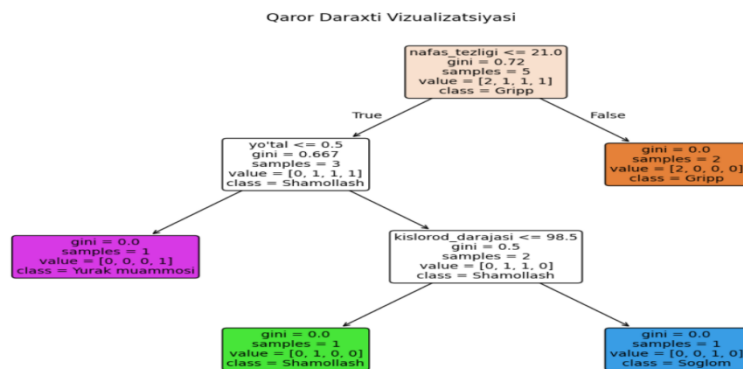 Qaror Daraxti Vizualizatsiyasi
nafas_tezligi <= 21.0
gini = 0.72
samples = 5
value = [2, 1, 1, 1]
class = Gripp
True
False
yo'tal <= 0.5
gini = 0.667
samples = 3
value = [0, 1, 1, 1]
class = Shamollash
gini = 0.0
samples = 2
value = [2, 0, 0, 0]
class = Gripp
gini = 0.0
samples = 1
value = [0, 0, 0, 1]
class = Yurak muammosi
kislorod_darajasi <= 98.5
gini = 0.5
samples = 2
value = [0, 1, 1, 0]
class = Shamollash
gini = 0.0
samples = 1
value = [0, 1, 0, 0]
class = Shamollash
gini = 0.0
samples = 1
value = [0, 0, 1, 0]
class = Soglom